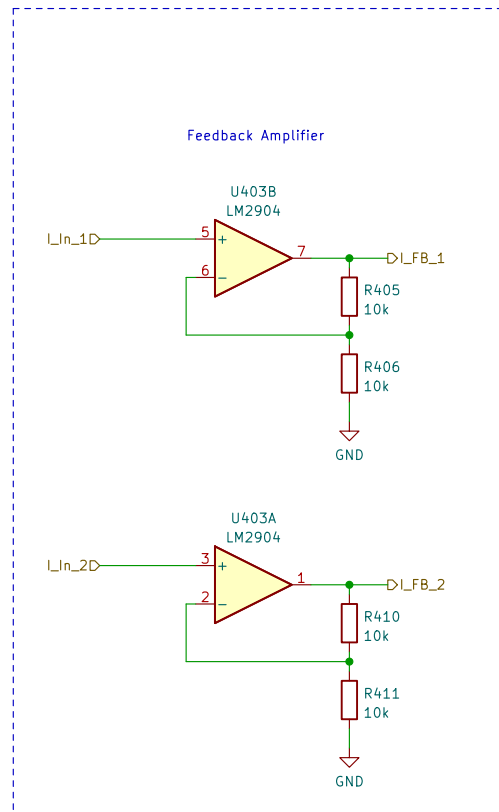 Feedback Amplifier
U403B
LM2904
I_In_1
5
+
6
-
7
I_FB_1
R405
10k
R406
10k
GND
U403A
LM2904
I_In_2
3
+
2
-
1
I_FB_2
R410
10k
R411
10k
GND